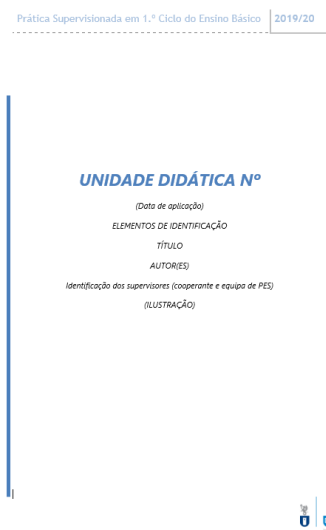 Prática Supervisionada em 1.º Ciclo do Ensino Básico 2019/20
UNIDADE DIDÁTICA Nº
(Data de aplicação)
ELEMENTOS DE IDENTIFICAÇÃO
TÍTULO
AUTOR(ES)
Identificação dos supervisores (cooperante e equipa de PES)
(ILUSTRAÇÃO)